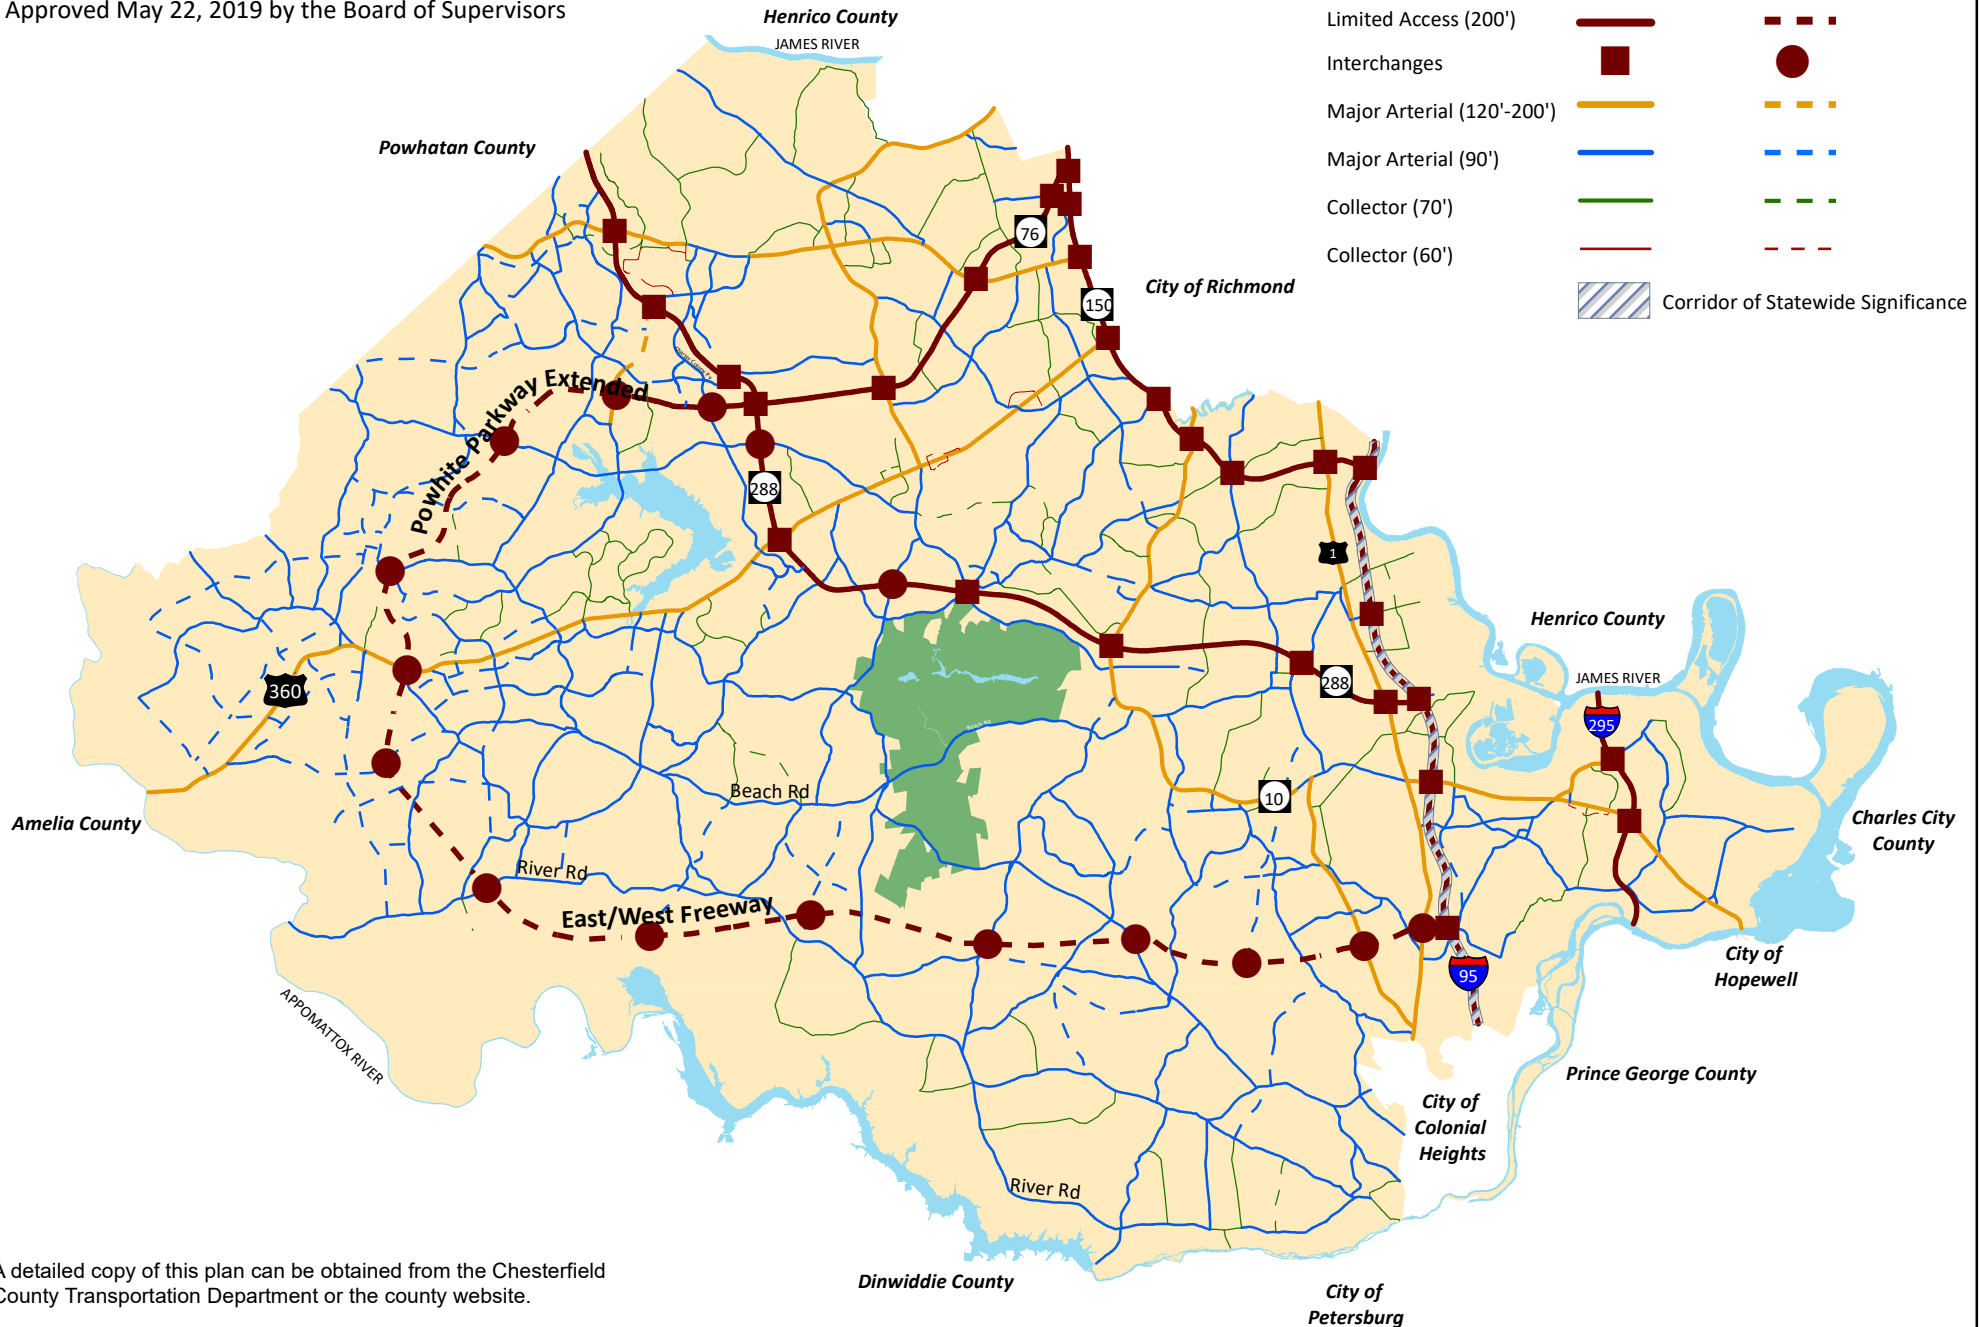 Approved May 22, 2019 by the Board of Supervisors
Henrico County
JAMES RIVER
Limited Access (200')
Interchanges
Major Arterial (120'-200')
Major Arterial (90')
Collector (70')
Collector (60')
Corridor of Statewide Significance
Powhatan County
76
City of Richmond
150
Powhite Parkway Extended
288
1
Henrico County
JAMES RIVER
360
288
295
Beach Rd
Beach Rd
10
Amelia County
Charles City
County
River Rd
East/West Freeway
City of
Hopewell
95
APPOMATTOX RIVER
Prince George County
City of
Colonial
Heights
River Rd
A detailed copy of this plan can be obtained from the Chesterfield
County Transportation Department or the county website.
Dinwiddie County
City of
Petersburg